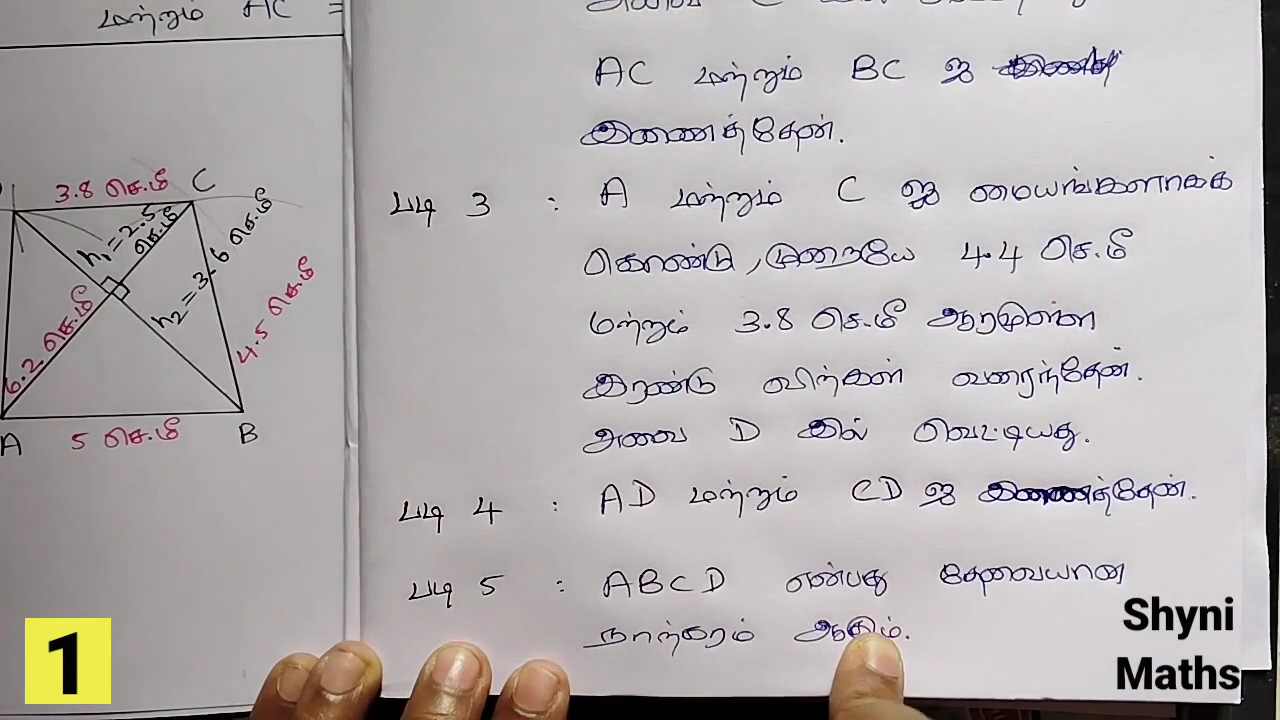 மற்றும் AC =
AC மற்றும் BC ஐ
இணைத்தேன்.
படி 3 : A மற்றும் C ஐ மையங்களாகக்
கொண்டு, முறையே 4.4 செ.மீ
மற்றும் 3.8 செ.மீ ஆரமுள்ள
இரண்டு விற்கள் வரைந்தேன்.
அவை D இல் வெட்டியது.
படி 4 : AD மற்றும் CD ஐ இணைத்தேன்.
படி 5 : ABCD என்பது தேவையான
நாற்கரம் ஆகும்.
3.8 செ.மீ C
h₁ = 2.5 செ.மீ
h₂ = 3.6 செ.மீ
6.2 செ.மீ
4.5 செ.மீ
A 5 செ.மீ B
1
Shyni
Maths